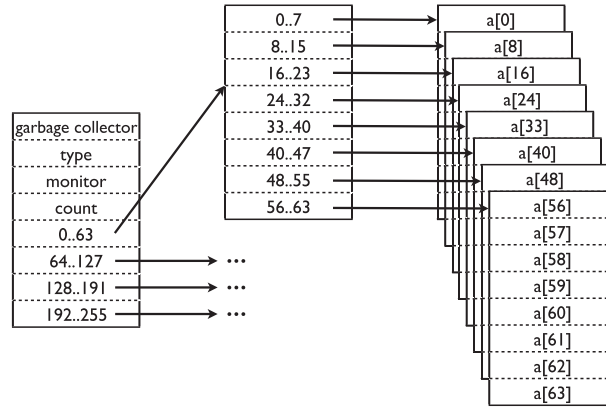 garbage collector
type
monitor
count
0..63
64..127
128..191
192..255
...
...
...
0..7
8..15
16..23
24..32
33..40
40..47
48..55
56..63
a[0]
a[8]
a[16]
a[24]
a[33]
a[40]
a[48]
a[56]
a[57]
a[58]
a[59]
a[60]
a[61]
a[62]
a[63]